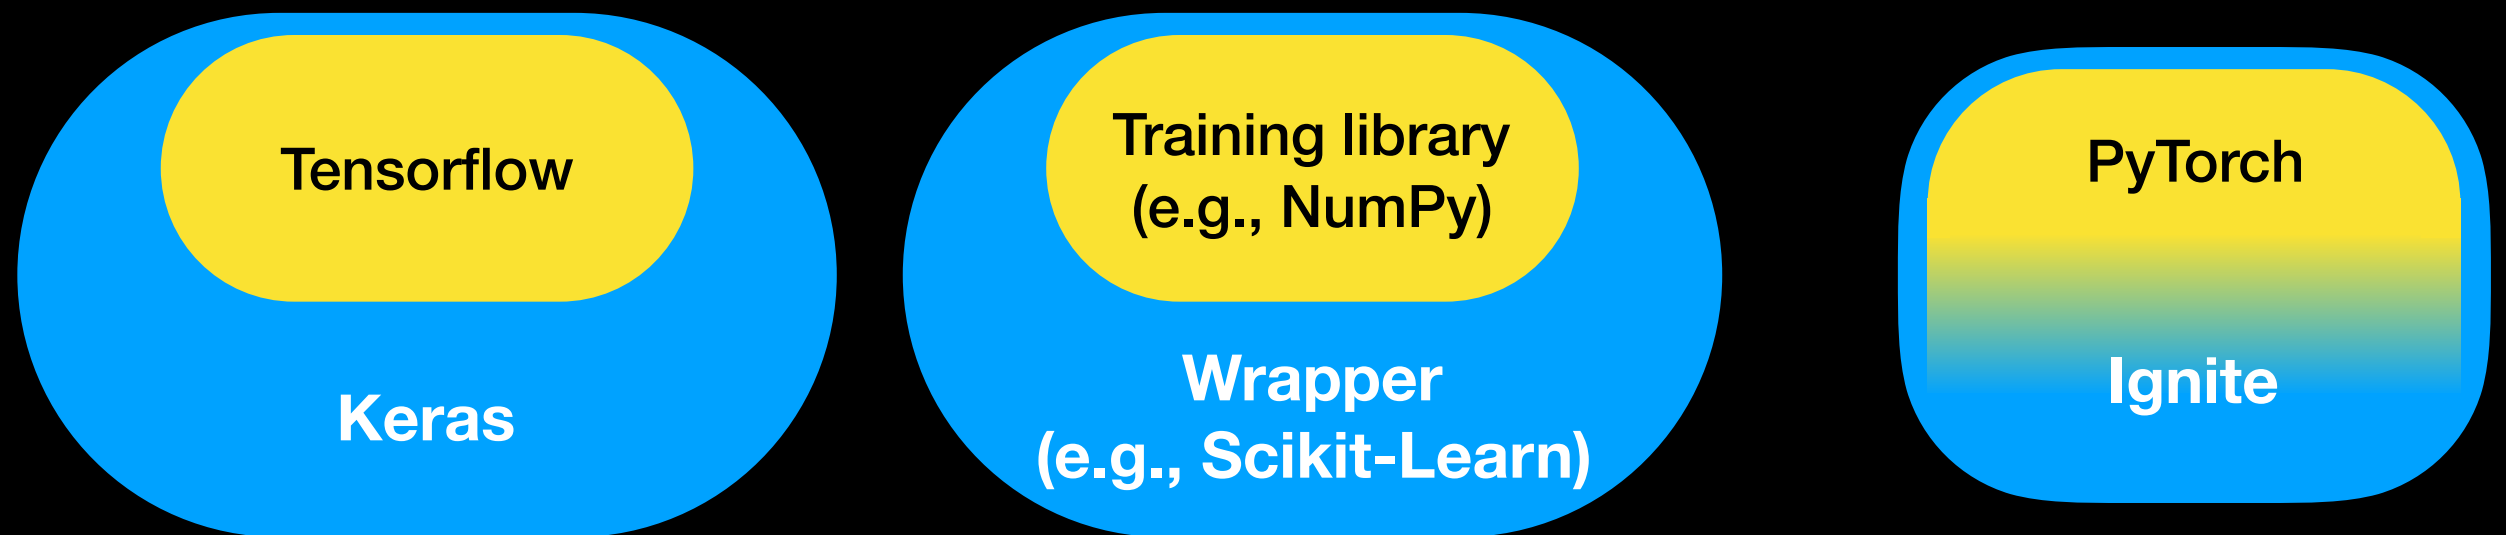 Tensorflow
Keras
Training library
(e.g., NumPy)
Wrapper
(e.g., Scikit-Learn)
PyTorch
Ignite